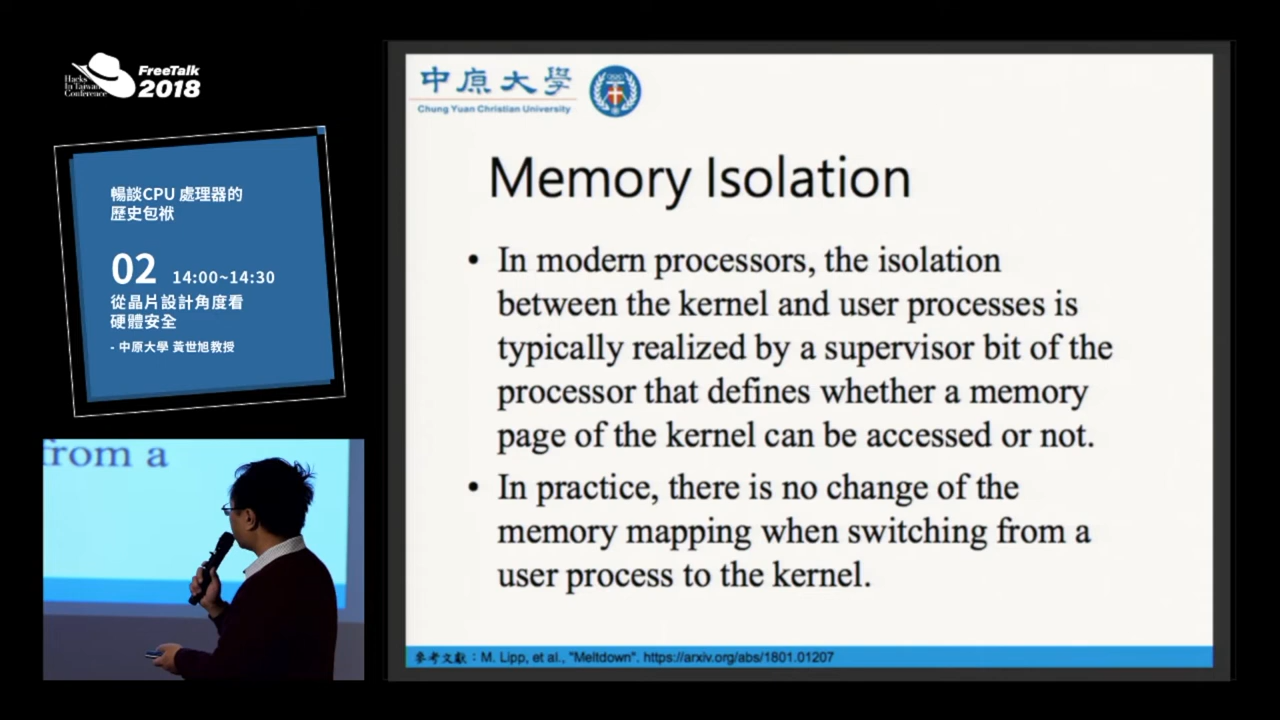 Hacks
In Taiwan
Conference
FreeTalk
2018
暢談CPU 處理器的
歷史包袱
02 14:00~14:30
從晶片設計角度看
硬體安全
- 中原大學 黃世旭教授
from a
中原大學
Chung Yuan Christian University
Memory Isolation
• In modern processors, the isolation
between the kernel and user processes is
typically realized by a supervisor bit of the
processor that defines whether a memory
page of the kernel can be accessed or not.
• In practice, there is no change of the
memory mapping when switching from a
user process to the kernel.
參考文獻：M. Lipp, et al., "Meltdown". https://arxiv.org/abs/1801.01207